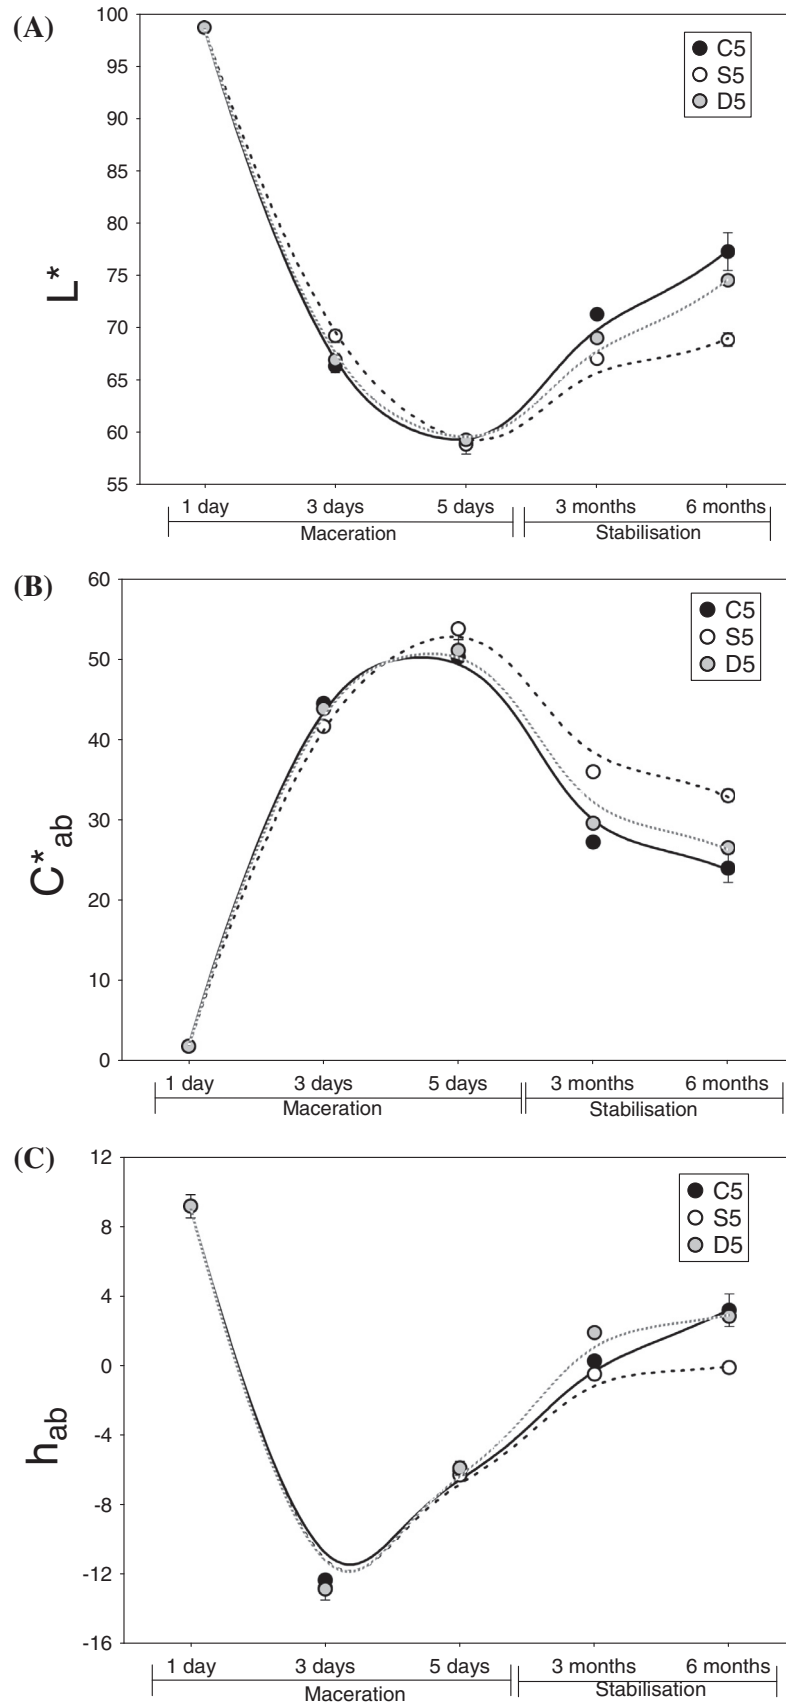 (A)
100
95
90
85
80
75
70
65
60
55
L*
C5
S5
D5
1 day 3 days 5 days 3 months 6 months
Maceration Stabilisation
(B)
60
50
40
30
20
10
0
C*ab
C5
S5
D5
1 day 3 days 5 days 3 months 6 months
Maceration Stabilisation
(C)
12
8
4
0
-4
-8
-12
-16
hab
C5
S5
D5
1 day 3 days 5 days 3 months 6 months
Maceration Stabilisation